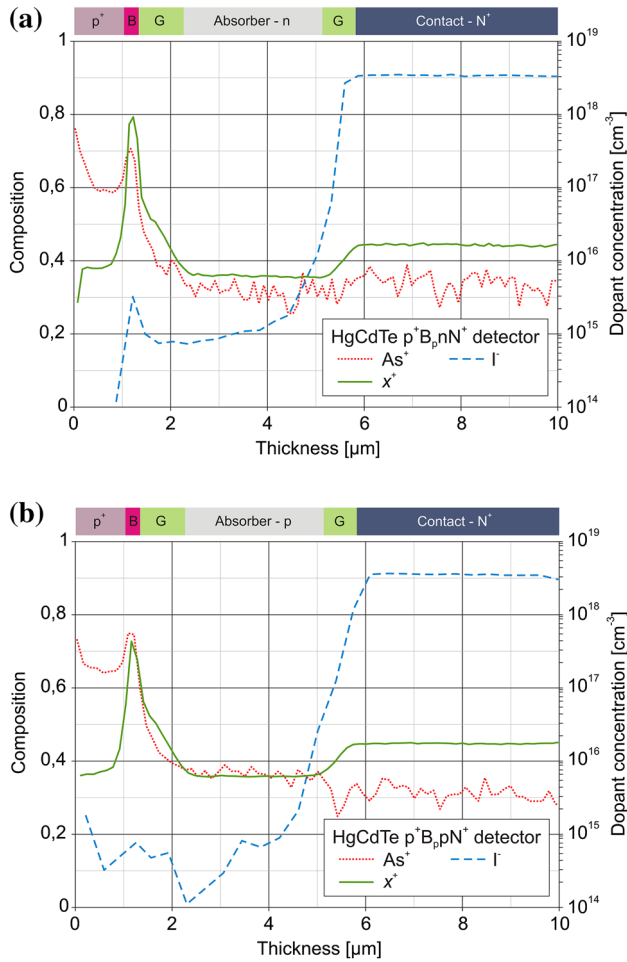 (a)
p⁺ B G Absorber - n G Contact - N⁺
Composition
1
0,8
0,6
0,4
0,2
0
10¹⁹
10¹⁸
10¹⁷
10¹⁶
10¹⁵
10¹⁴
Dopant concentration [cm⁻³]
HgCdTe p⁺BₚnN⁺ detector
As⁺ I⁻
x⁺
0 2 4 6 8 10
Thickness [µm]
(b)
p⁺ B G Absorber - p G Contact - N⁺
Composition
1
0,8
0,6
0,4
0,2
0
10¹⁹
10¹⁸
10¹⁷
10¹⁶
10¹⁵
10¹⁴
Dopant concentration [cm⁻³]
HgCdTe p⁺BₚpN⁺ detector
As⁺ I⁻
x⁺
0 2 4 6 8 10
Thickness [µm]